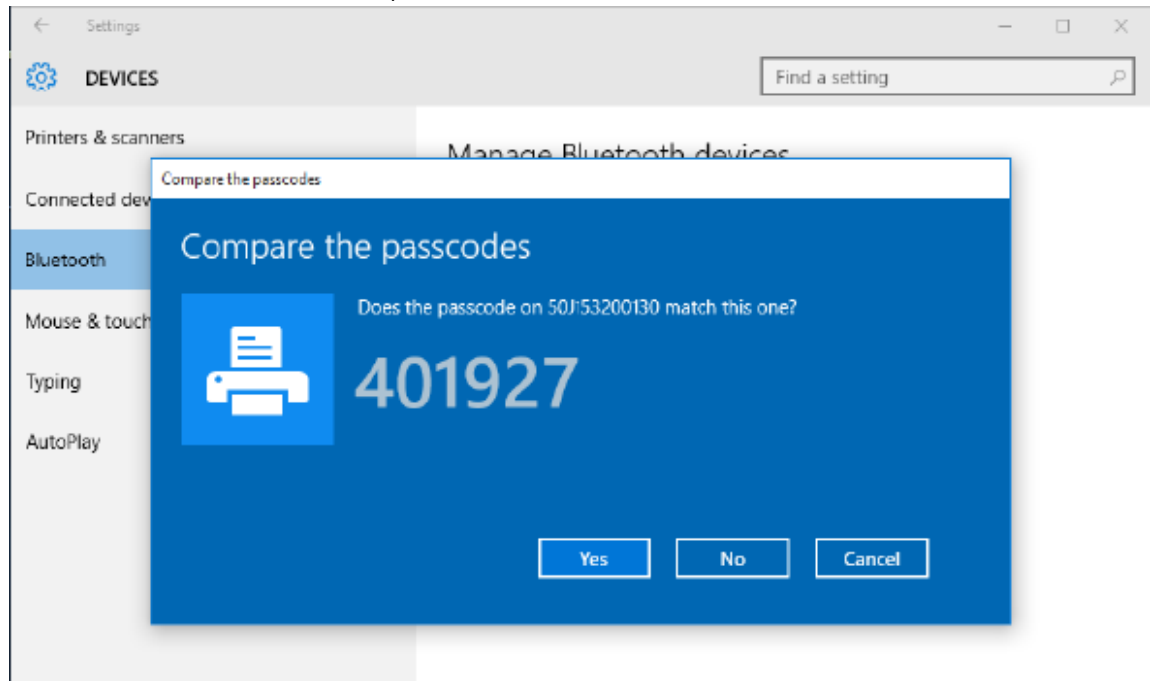 Settings
DEVICES
Find a setting
Printers & scanners
Manage Bluetooth devices
Compare the passcodes
Connected dev
Compare the passcodes
Bluetooth
Does the passcode on 50J153200130 match this one?
Mouse & touch
401927
Typing
AutoPlay
Yes No Cancel